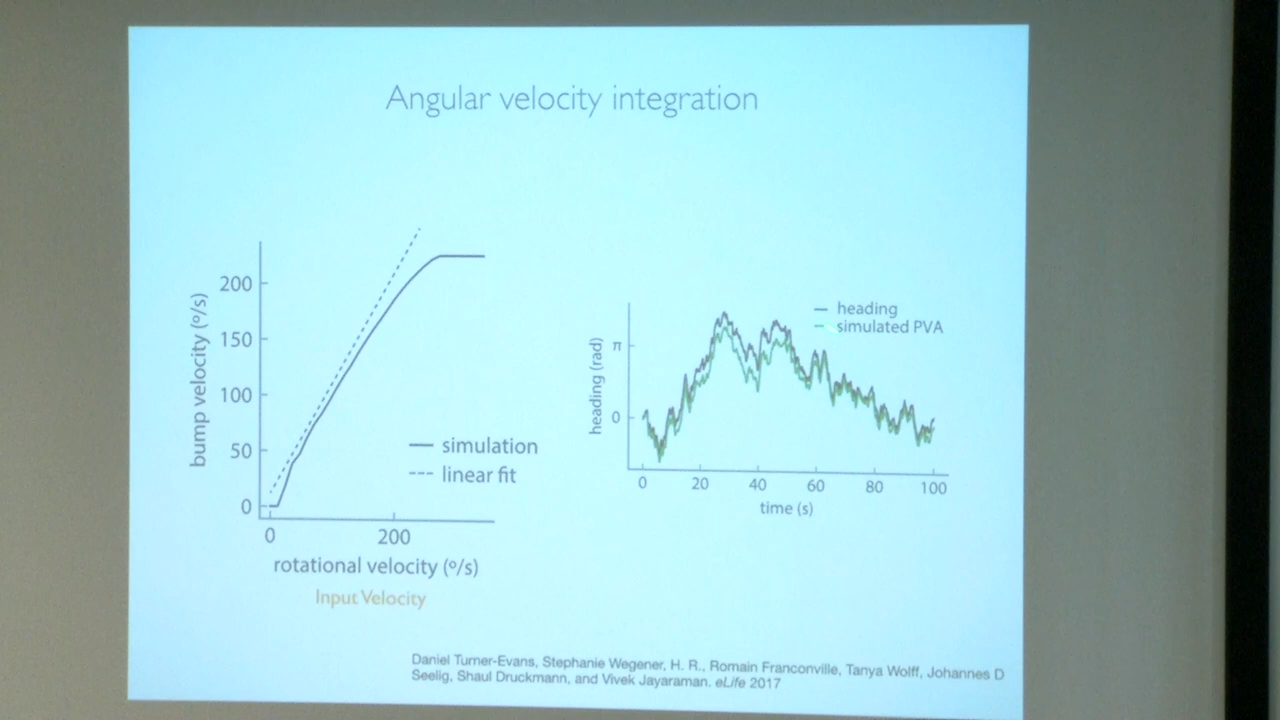 Angular velocity integration
bump velocity (º/s)
200
150
100
50
0
simulation
linear fit
0
200
rotational velocity (º/s)
Input Velocity
heading (rad)
π
0
heading
simulated PVA
0
20
40
60
80
100
time (s)
Daniel Turner-Evans, Stephanie Wegener, H. R., Romain Franconville, Tanya Wolff, Johannes D
Seelig, Shaul Druckmann, and Vivek Jayaraman. eLife 2017